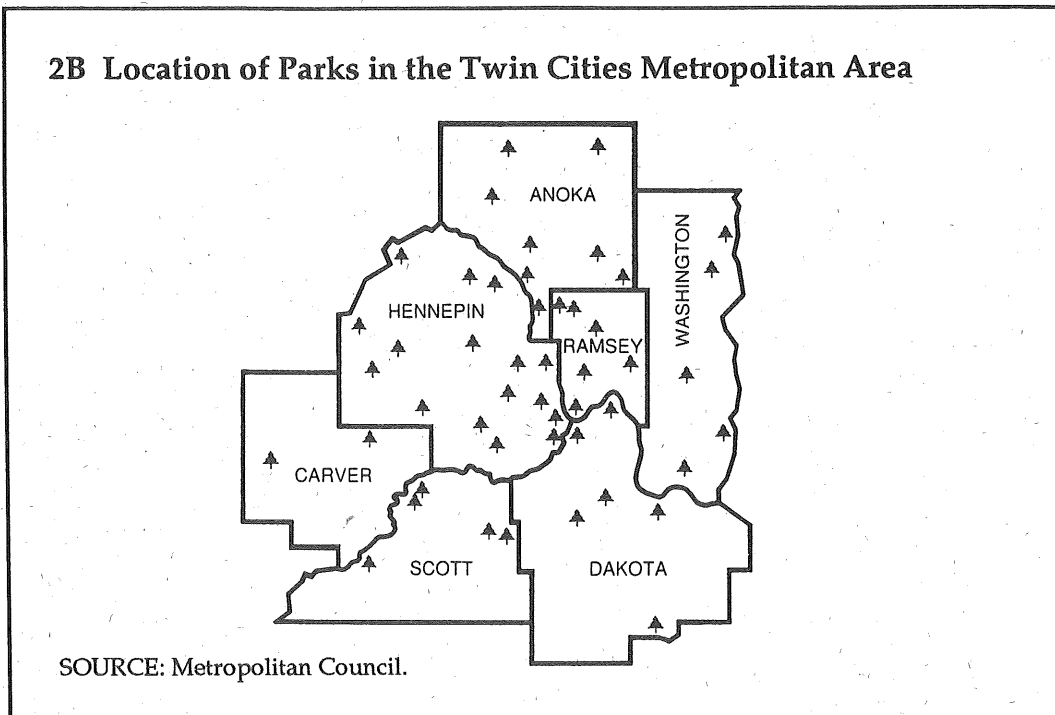 2B Location of Parks in the Twin Cities Metropolitan Area
ANOKA
WASHINGTON
HENNEPIN
RAMSEY
CARVER
SCOTT
DAKOTA
SOURCE: Metropolitan Council.